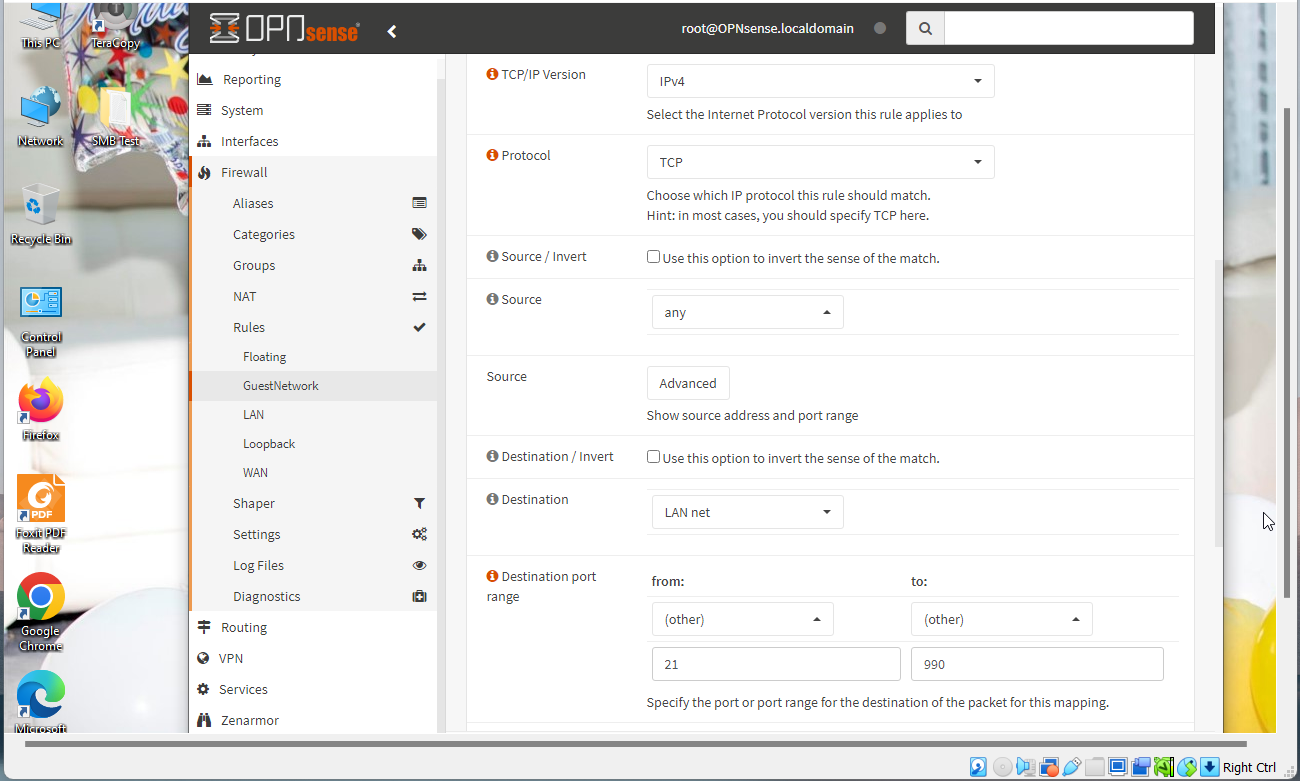 This PC
TeraCopy
Network
SMB Test
Recycle Bin
Control
Panel
Firefox
PDF
Foxit PDF
Reader
Google
Chrome
Microsoft
OPNsense
root@OPNsense.localdomain
Reporting
System
Interfaces
Firewall
Aliases
Categories
Groups
NAT
Rules
Floating
GuestNetwork
LAN
Loopback
WAN
Shaper
Settings
Log Files
Diagnostics
Routing
VPN
Services
Zenarmor
TCP/IP Version
IPv4
Select the Internet Protocol version this rule applies to
Protocol
TCP
Choose which IP protocol this rule should match.
Hint: in most cases, you should specify TCP here.
Source / Invert
Use this option to invert the sense of the match.
Source
any
Source
Advanced
Show source address and port range
Destination / Invert
Use this option to invert the sense of the match.
Destination
LAN net
Destination port
range
from:
to:
(other)
(other)
21
990
Specify the port or port range for the destination of the packet for this mapping.
Right Ctrl